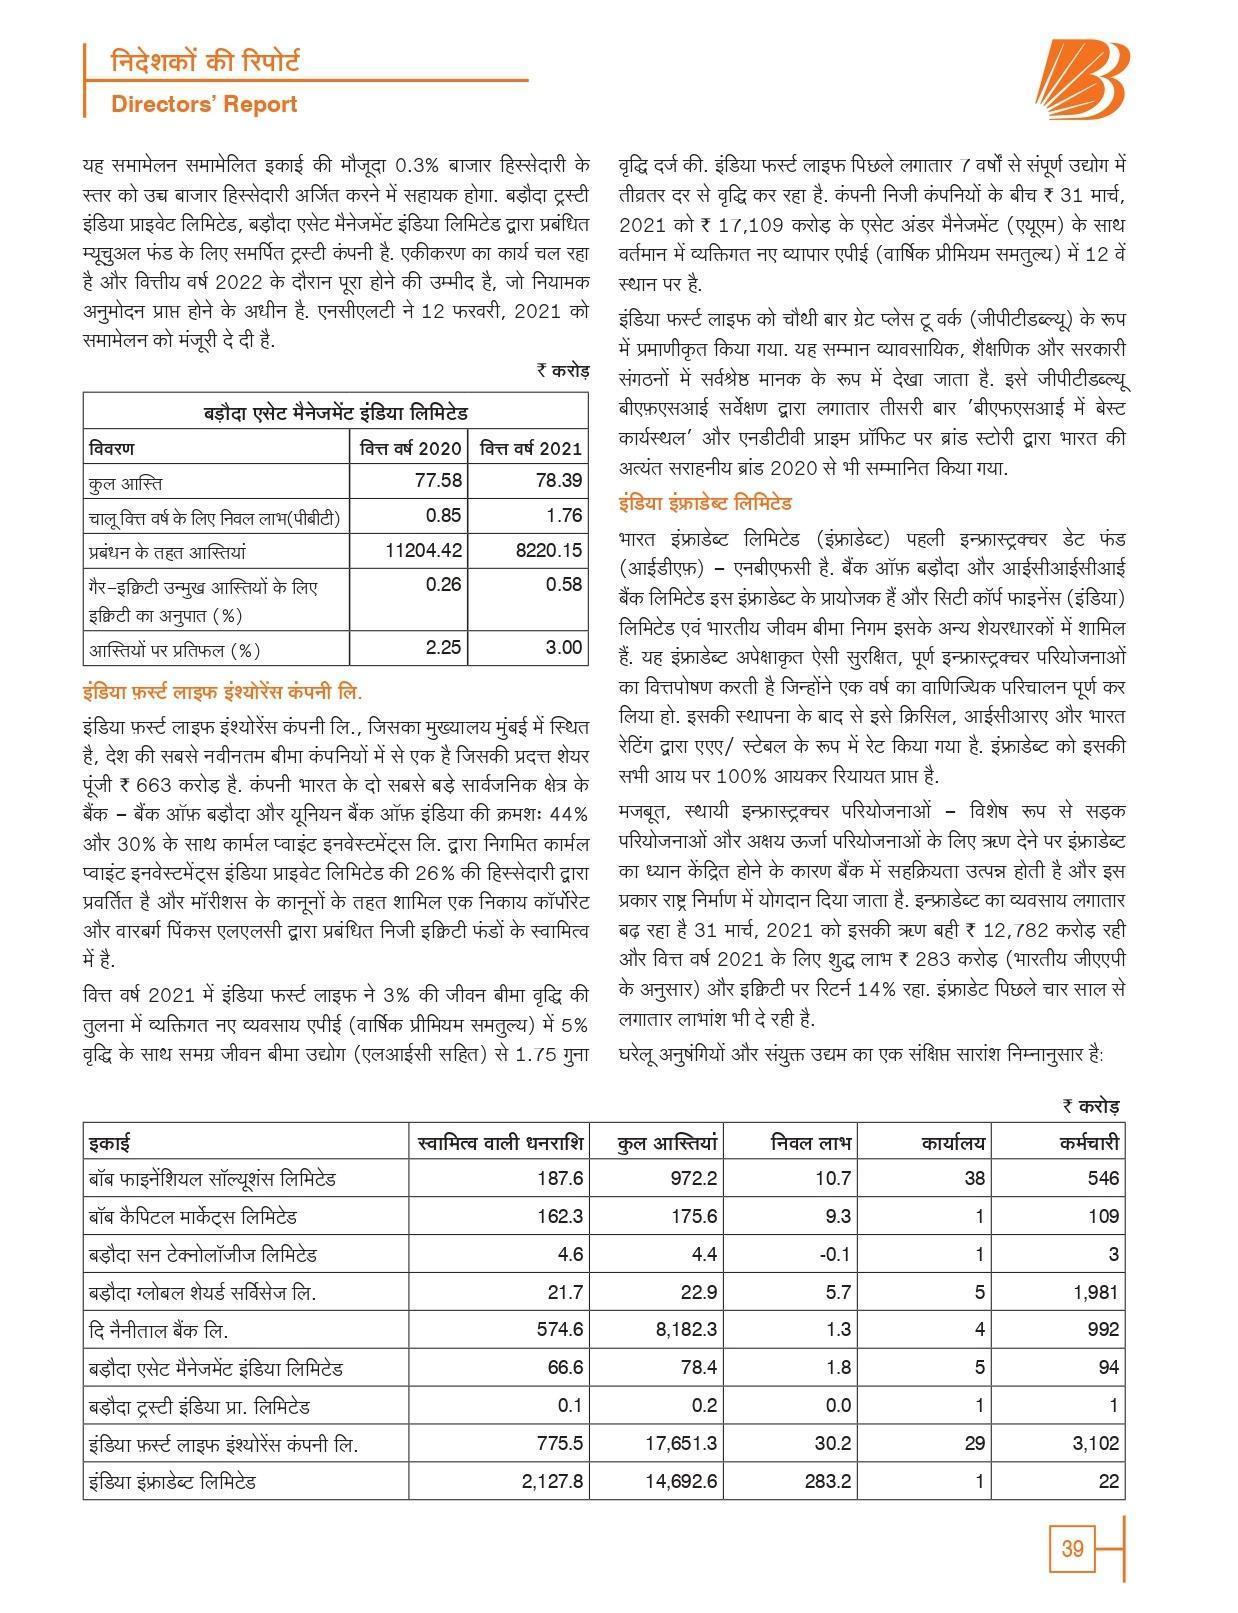 निदेशकों की रिपोर्ट
Directors' Report
यह समामेलन समामेलित इकाई की मौजूदा 0.3% बाजार हिस्सेदारी के
स्तर को उच्च बाजार हिस्सेदारी अर्जित करने में सहायक होगा. बड़ौदा ट्रस्टी
इंडिया प्राइवेट लिमिटेड, बड़ौदा एसेट मैनेजमेंट इंडिया लिमिटेड द्वारा प्रबंधित
म्यूचुअल फंड के लिए समर्पित ट्रस्टी कंपनी है. एकीकरण का कार्य चल रहा
है और वित्तीय वर्ष 2022 के दौरान पूरा होने की उम्मीद है, जो नियामक
अनुमोदन प्राप्त होने के अधीन है. एनसीएलटी ने 12 फरवरी, 2021 को
समामेलन को मंजूरी दे दी है.
₹ करोड़
बड़ौदा एसेट मैनेजमेंट इंडिया लिमिटेड
विवरण वित्त वर्ष 2020 वित्त वर्ष 2021
कुल आस्ति 77.58 78.39
चालू वित्त वर्ष के लिए निवल लाभ(पीबीटी) 0.85 1.76
प्रबंधन के तहत आस्तियां 11204.42 8220.15
गैर-इक्विटी उन्मुख आस्तियों के लिए 0.26 0.58
इक्विटी का अनुपात (%)
आस्तियों पर प्रतिफल (%) 2.25 3.00
इंडिया फ़र्स्ट लाइफ इंश्योरेंस कंपनी लि.
इंडिया फर्स्ट लाइफ इंश्योरेंस कंपनी लि., जिसका मुख्यालय मुंबई में स्थित
है, देश की सबसे नवीनतम बीमा कंपनियों में से एक है जिसकी प्रदत्त शेयर
पूंजी ₹ 663 करोड़ है. कंपनी भारत के दो सबसे बड़े सार्वजनिक क्षेत्र के
बैंक – बैंक ऑफ़ बड़ौदा और यूनियन बैंक ऑफ़ इंडिया की क्रमशः 44%
और 30% के साथ कार्मल प्वाइंट इनवेस्टमेंट्स लि. द्वारा निगमित कार्मल
प्वाइंट इनवेस्टमेंट्स इंडिया प्राइवेट लिमिटेड की 26% की हिस्सेदारी द्वारा
प्रवर्तित है और मॉरीशस के कानूनों के तहत शामिल एक निकाय कॉर्पोरेट
और वारबर्ग पिंकस एलएलसी द्वारा प्रबंधित निजी इक्विटी फंडों के स्वामित्व
में है.
वित्त वर्ष 2021 में इंडिया फर्स्ट लाइफ ने 3% की जीवन बीमा वृद्धि की
तुलना में व्यक्तिगत नए व्यवसाय एपीई (वार्षिक प्रीमियम समतुल्य) में 5%
वृद्धि के साथ समग्र जीवन बीमा उद्योग (एलआईसी सहित) से 1.75 गुना
वृद्धि दर्ज की. इंडिया फर्स्ट लाइफ पिछले लगातार 7 वर्षों से संपूर्ण उद्योग में
तीव्रतर दर से वृद्धि कर रहा है. कंपनी निजी कंपनियों के बीच ₹ 31 मार्च,
2021 को ₹ 17,109 करोड़ के एसेट अंडर मैनेजमेंट (एयूएम) के साथ
वर्तमान में व्यक्तिगत नए व्यापार एपीई (वार्षिक प्रीमियम समतुल्य) में 12 वें
स्थान पर है.
इंडिया फर्स्ट लाइफ को चौथी बार ग्रेट प्लेस टू वर्क (जीपीटीडब्ल्यू) के रूप
में प्रमाणीकृत किया गया. यह सम्मान व्यावसायिक, शैक्षणिक और सरकारी
संगठनों में सर्वश्रेष्ठ मानक के रूप में देखा जाता है. इसे जीपीटीडब्ल्यू
बीएफ़एसआई सर्वेक्षण द्वारा लगातार तीसरी बार 'बीएफएसआई में बेस्ट
कार्यस्थल' और एनडीटीवी प्राइम प्रॉफिट पर ब्रांड स्टोरी द्वारा भारत की
अत्यंत सराहनीय ब्रांड 2020 से भी सम्मानित किया गया.
इंडिया इंफ्राडेब्ट लिमिटेड
भारत इंफ्राडेब्ट लिमिटेड (इंफ्राडेब्ट) पहली इन्फ्रास्ट्रक्चर डेट फंड
(आईडीएफ़) – एनबीएफसी है. बैंक ऑफ़ बड़ौदा और आईसीआईसीआई
बैंक लिमिटेड इस इंफ्राडेब्ट के प्रायोजक हैं और सिटी कॉर्प फाइनेंस (इंडिया)
लिमिटेड एवं भारतीय जीवम बीमा निगम इसके अन्य शेयरधारकों में शामिल
हैं. यह इंफ्राडेब्ट अपेक्षाकृत ऐसी सुरक्षित, पूर्ण इन्फ्रास्ट्रक्चर परियोजनाओं
का वित्तपोषण करती है जिन्होंने एक वर्ष का वाणिज्यिक परिचालन पूर्ण कर
लिया हो. इसकी स्थापना के बाद से इसे क्रिसिल, आईसीआरए और भारत
रेटिंग द्वारा एएए/ स्टेबल के रूप में रेट किया गया है. इंफ्राडेब्ट को इसकी
सभी आय पर 100% आयकर रियायत प्राप्त है.
मजबूत, स्थायी इन्फ्रास्ट्रक्चर परियोजनाओं – विशेष रूप से सड़क
परियोजनाओं और अक्षय ऊर्जा परियोजनाओं के लिए ऋण देने पर इंफ्राडेब्ट
का ध्यान केंद्रित होने के कारण बैंक में सहक्रियता उत्पन्न होती है और इस
प्रकार राष्ट्र निर्माण में योगदान दिया जाता है. इन्फ्राडेब्ट का व्यवसाय लगातार
बढ़ रहा है 31 मार्च, 2021 को इसकी ऋण बही ₹ 12,782 करोड़ रही
और वित्त वर्ष 2021 के लिए शुद्ध लाभ ₹ 283 करोड़ (भारतीय जीएएपी
के अनुसार) और इक्विटी पर रिटर्न 14% रहा. इंफ्राडेट पिछले चार साल से
लगातार लाभांश भी दे रही है.
घरेलू अनुषंगियों और संयुक्त उद्यम का एक संक्षिप्त सारांश निम्नानुसार है:
₹ करोड़
इकाई स्वामित्व वाली धनराशि कुल आस्तियां निवल लाभ कार्यालय कर्मचारी
बॉब फाइनेंशियल सॉल्यूशंस लिमिटेड 187.6 972.2 10.7 38 546
बॉब कैपिटल मार्केट्स लिमिटेड 162.3 175.6 9.3 1 109
बड़ौदा सन टेक्नोलॉजीज लिमिटेड 4.6 4.4 -0.1 1 3
बड़ौदा ग्लोबल शेयर्ड सर्विसेज लि. 21.7 22.9 5.7 5 1,981
दि नैनीताल बैंक लि. 574.6 8,182.3 1.3 4 992
बड़ौदा एसेट मैनेजमेंट इंडिया लिमिटेड 66.6 78.4 1.8 5 94
बड़ौदा ट्रस्टी इंडिया प्रा. लिमिटेड 0.1 0.2 0.0 1 1
इंडिया फ़र्स्ट लाइफ इंश्योरेंस कंपनी लि. 775.5 17,651.3 30.2 29 3,102
इंडिया इंफ्राडेब्ट लिमिटेड 2,127.8 14,692.6 283.2 1 22
39